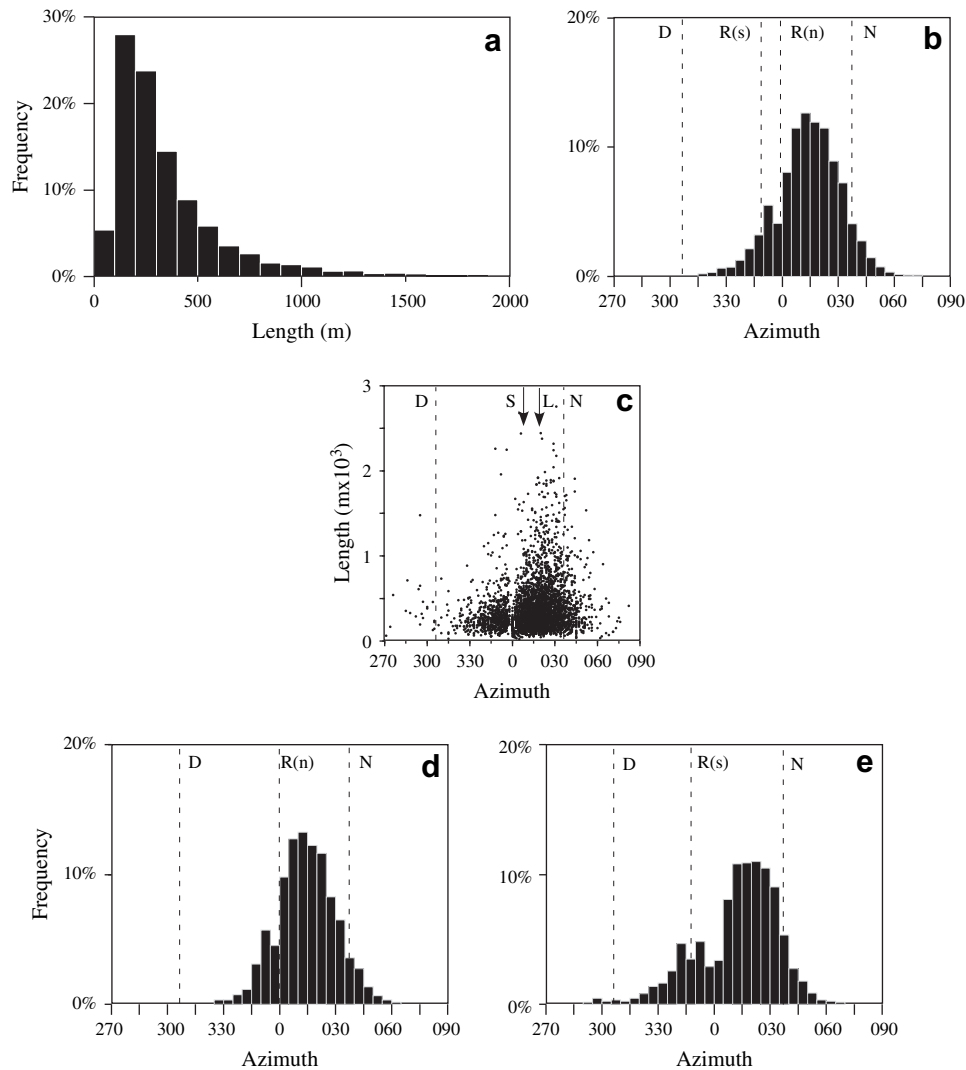 30%
20%
10%
0%
Frequency
a
0 500 1000 1500 2000
Length (m)
20%
10%
0%
D R(s) R(n) N b
270 300 330 0 030 060 090
Azimuth
3
2
1
0
Length (mx10³)
D S L. N c
270 300 330 0 030 060 090
Azimuth
20%
10%
0%
Frequency
D R(n) N d
270 300 330 0 030 060 090
Azimuth
20%
10%
0%
D R(s) N e
270 300 330 0 030 060 090
Azimuth